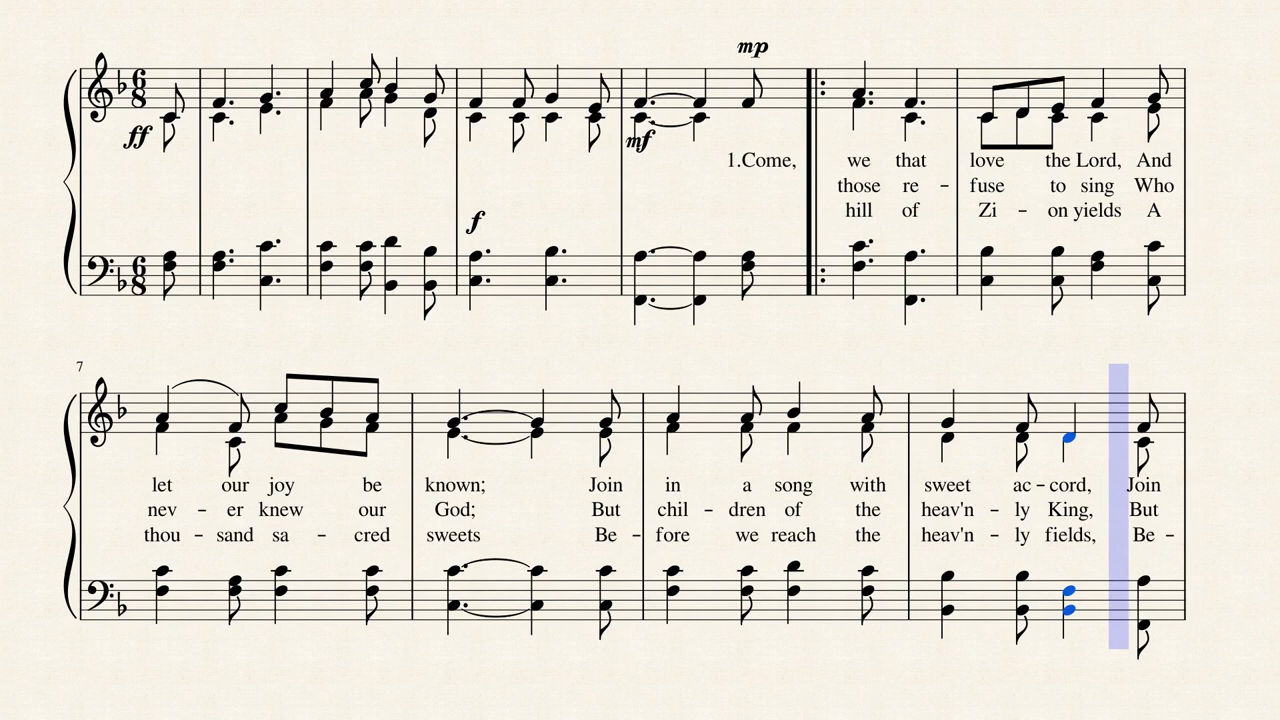 mp
ff
mf
1.Come, we that love the Lord, And
those re – fuse to sing Who
hill of Zi – on yields A
f
7
let our joy be known; Join in a song with sweet ac – cord, Join
nev – er knew our God; But chil – dren of the heav'n – ly King, But
thou – sand sa – cred sweets Be – fore we reach the heav'n – ly fields, Be –